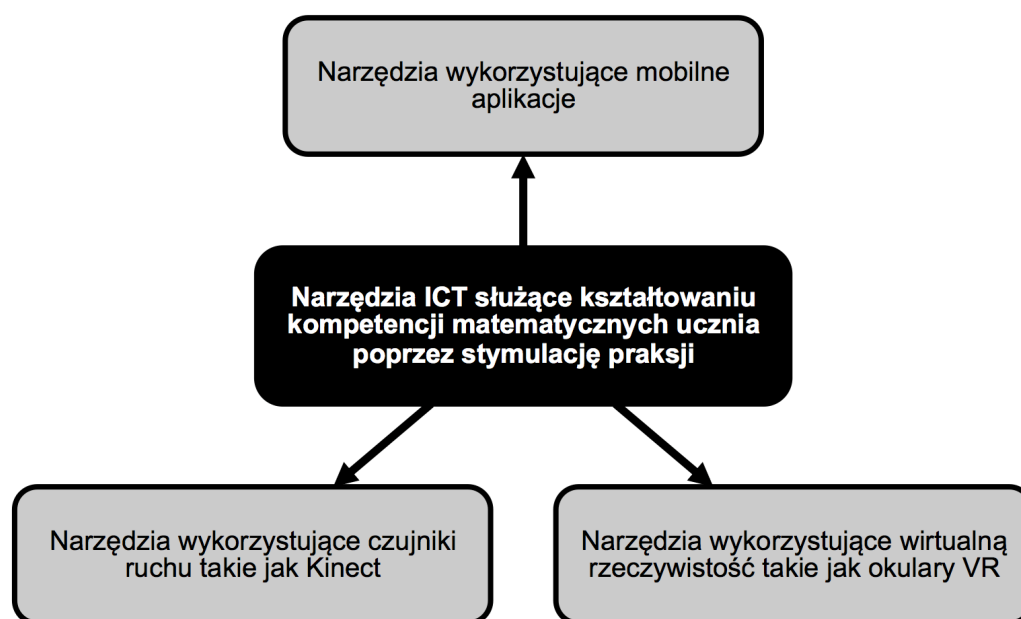 Narzędzia wykorzystujące mobilne
aplikacje
Narzędzia ICT służące kształtowaniu
kompetencji matematycznych ucznia
poprzez stymulację praksji
Narzędzia wykorzystujące czujniki
ruchu takie jak Kinect
Narzędzia wykorzystujące wirtualną
rzeczywistość takie jak okulary VR